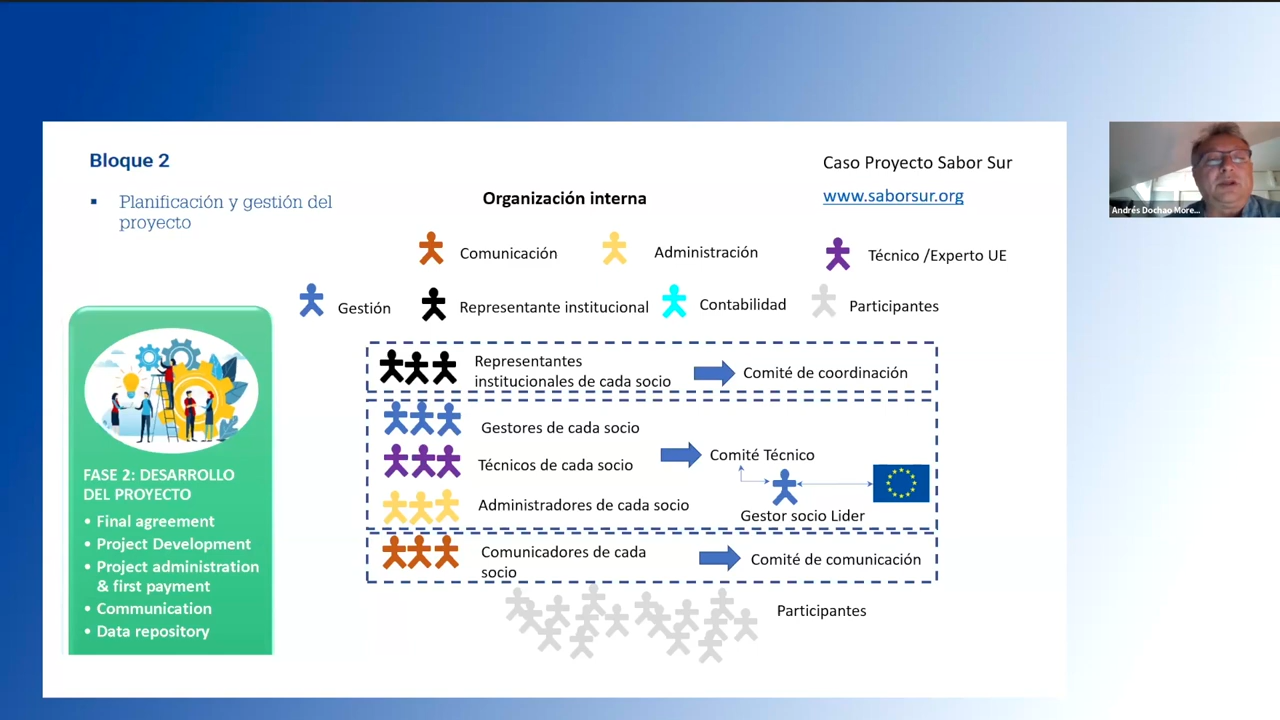 Bloque 2
▪ Planificación y gestión del
proyecto
Organización interna
Caso Proyecto Sabor Sur
www.saborsur.org
Comunicación
Administración
Técnico /Experto UE
Gestión
Representante institucional
Contabilidad
Participantes
Representantes
institucionales de cada socio
Comité de coordinación
Gestores de cada socio
Técnicos de cada socio
Comité Técnico
Administradores de cada socio
Gestor socio Lider
Comunicadores de cada
socio
Comité de comunicación
Participantes
FASE 2: DESARROLLO
DEL PROYECTO
• Final agreement
• Project Development
• Project administration
& first payment
• Communication
• Data repository
Andrés Dochao More...